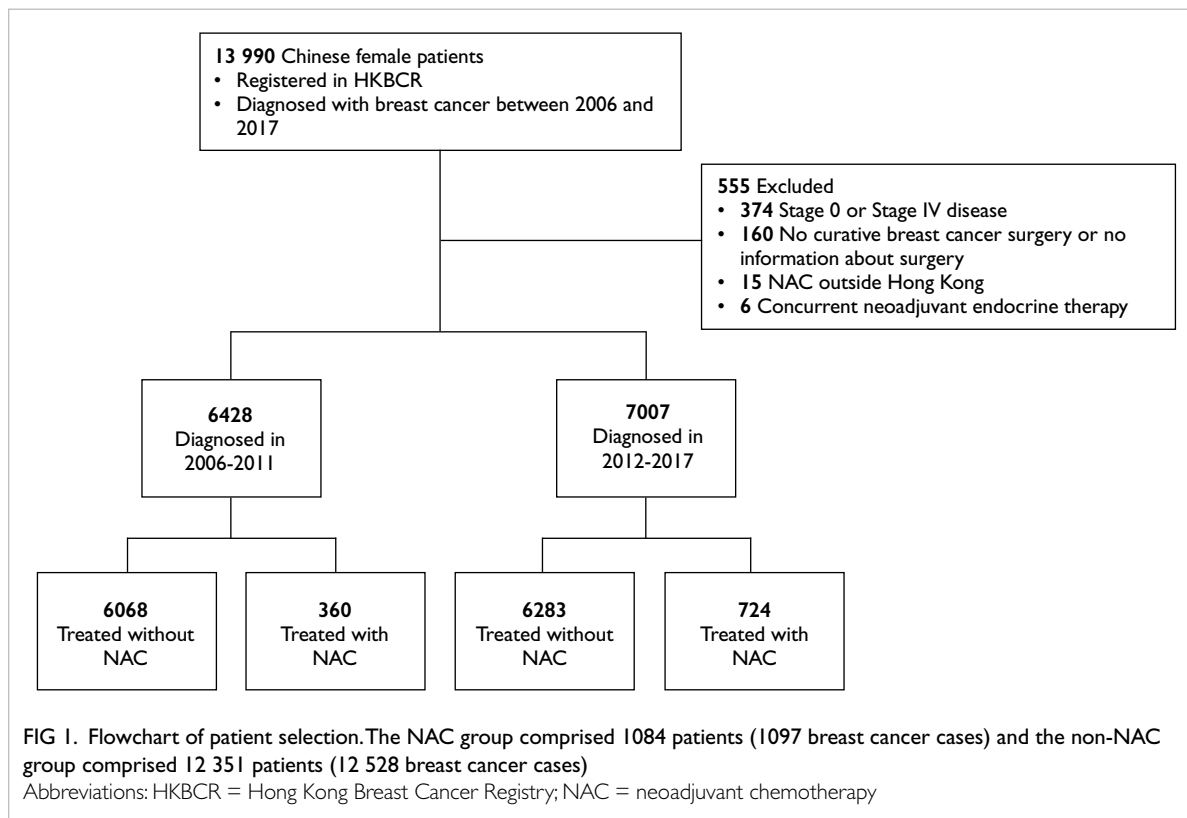 13 990 Chinese female patients
• Registered in HKBCR
• Diagnosed with breast cancer between 2006 and
2017
555 Excluded
• 374 Stage 0 or Stage IV disease
• 160 No curative breast cancer surgery or no
information about surgery
• 15 NAC outside Hong Kong
• 6 Concurrent neoadjuvant endocrine therapy
6428
Diagnosed in
2006-2011
7007
Diagnosed in
2012-2017
6068
Treated without
NAC
360
Treated with
NAC
6283
Treated without
NAC
724
Treated with
NAC
FIG 1. Flowchart of patient selection. The NAC group comprised 1084 patients (1097 breast cancer cases) and the non-NAC
group comprised 12 351 patients (12 528 breast cancer cases)
Abbreviations: HKBCR = Hong Kong Breast Cancer Registry; NAC = neoadjuvant chemotherapy